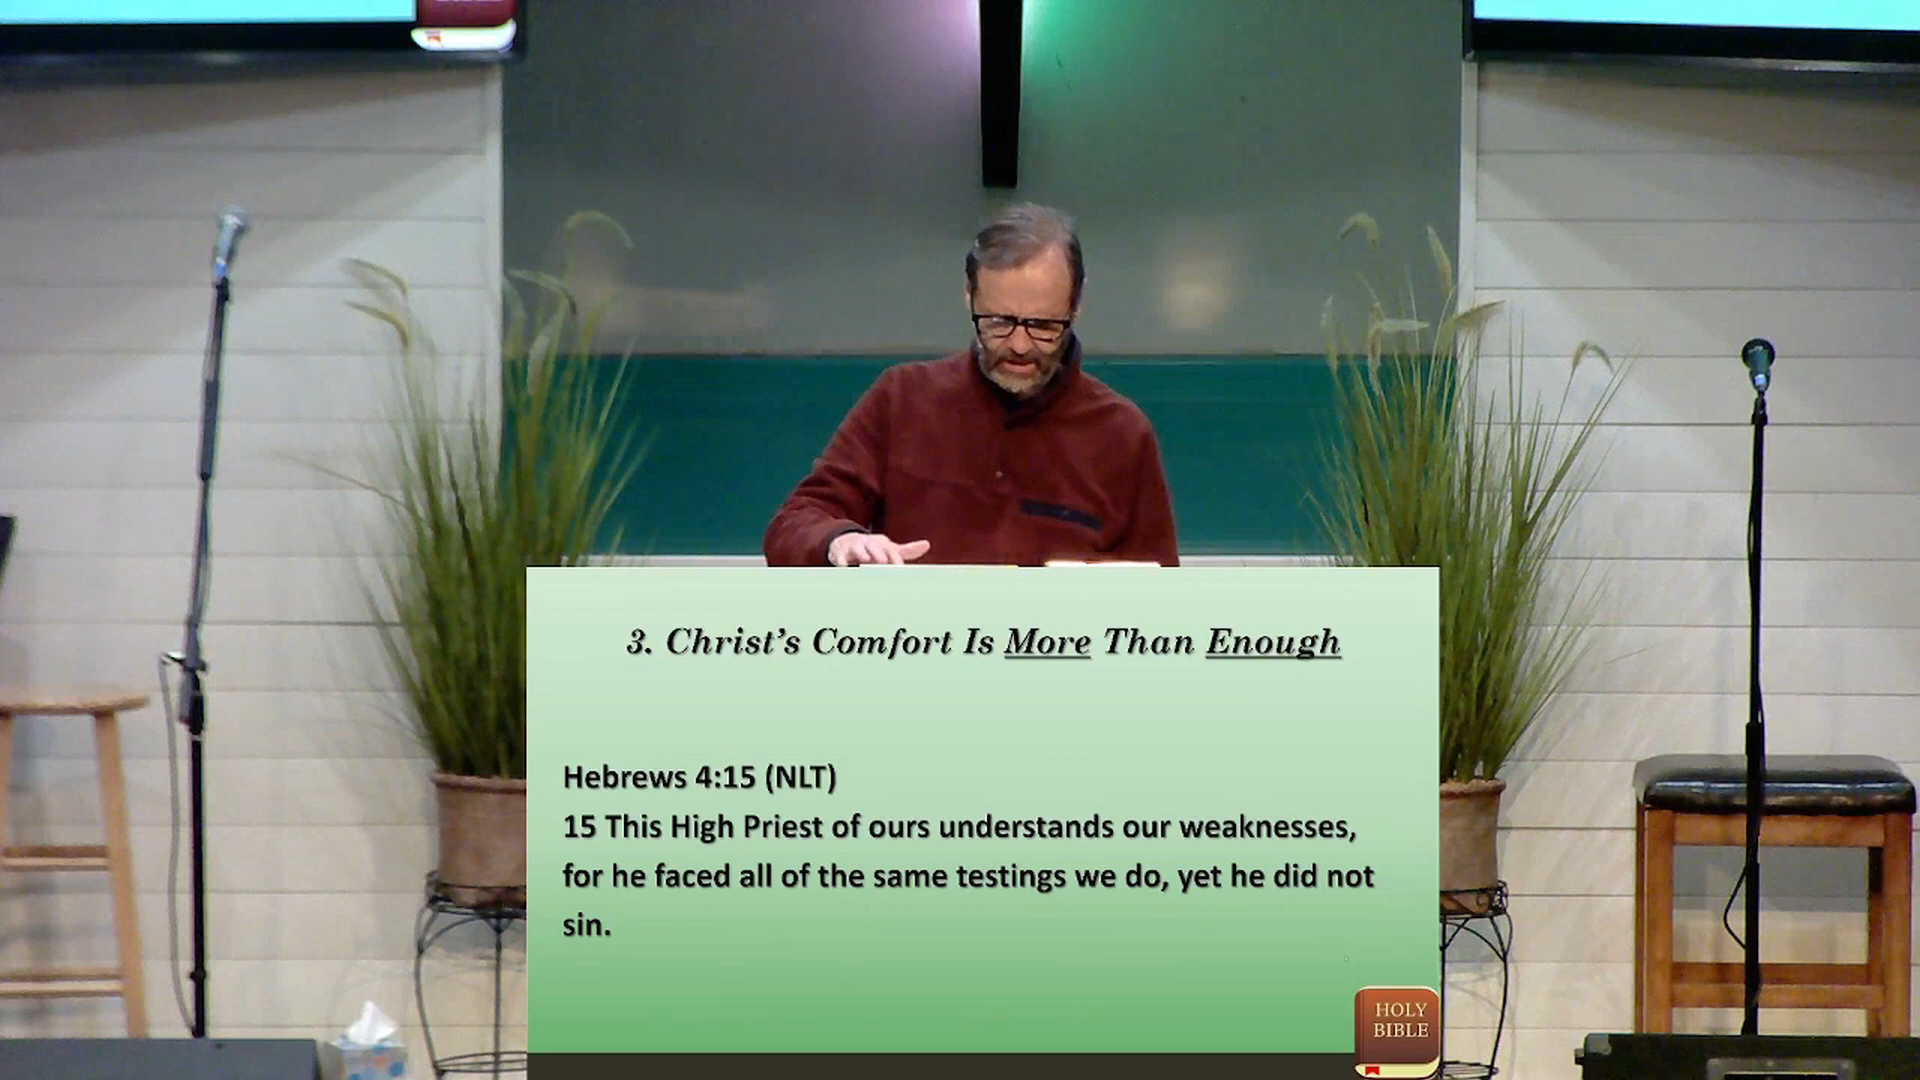 3. Christ’s Comfort Is More Than Enough
Hebrews 4:15 (NLT)
15 This High Priest of ours understands our weaknesses,
for he faced all of the same testings we do, yet he did not
sin.
HOLY
BIBLE